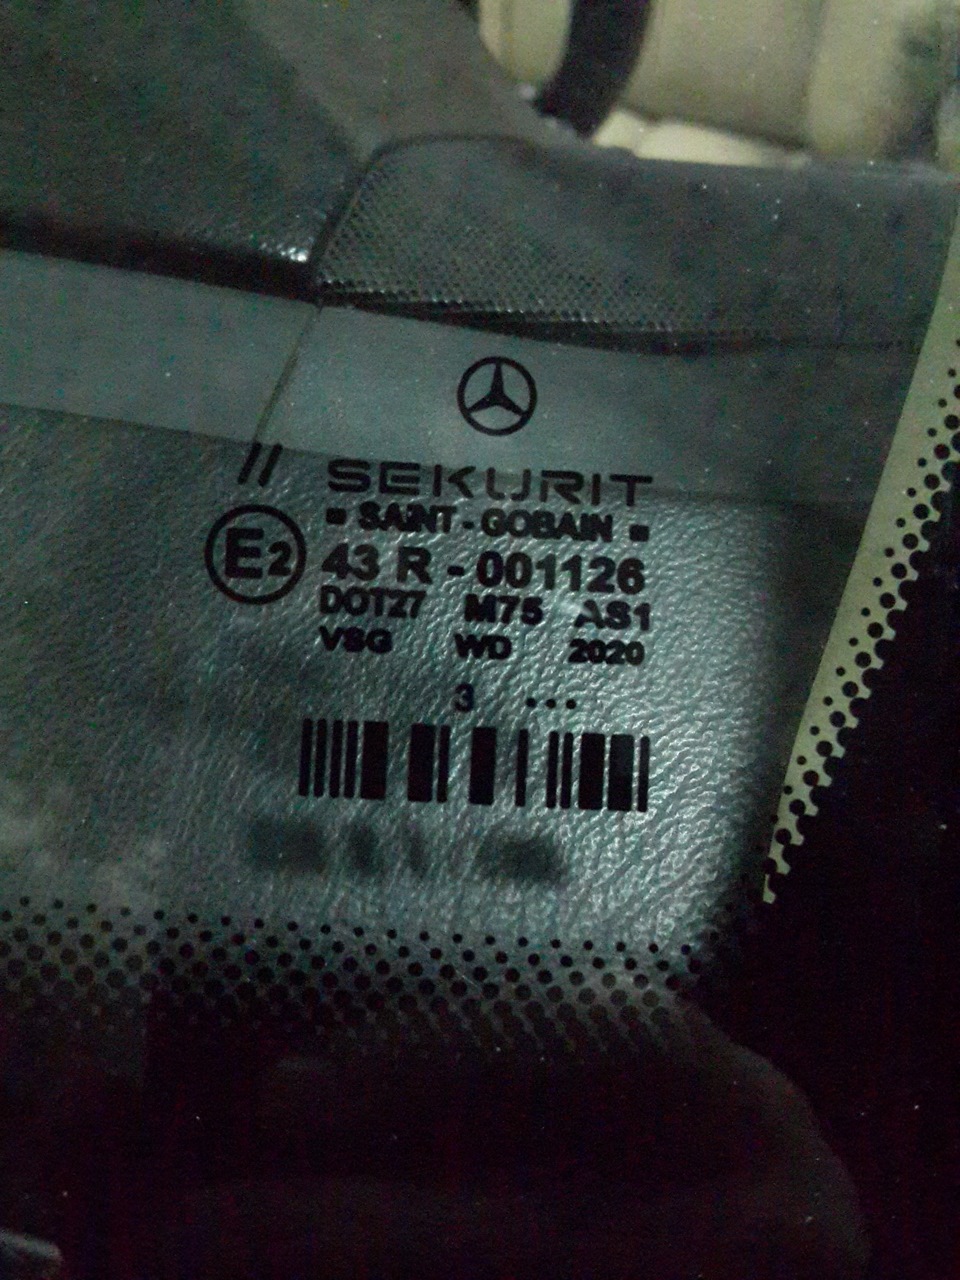 // SEKURIT
SAINT-GOBAIN
E2
43 R - 001126
DOT27 M75 AS1
VSG WD 2020
3 ...